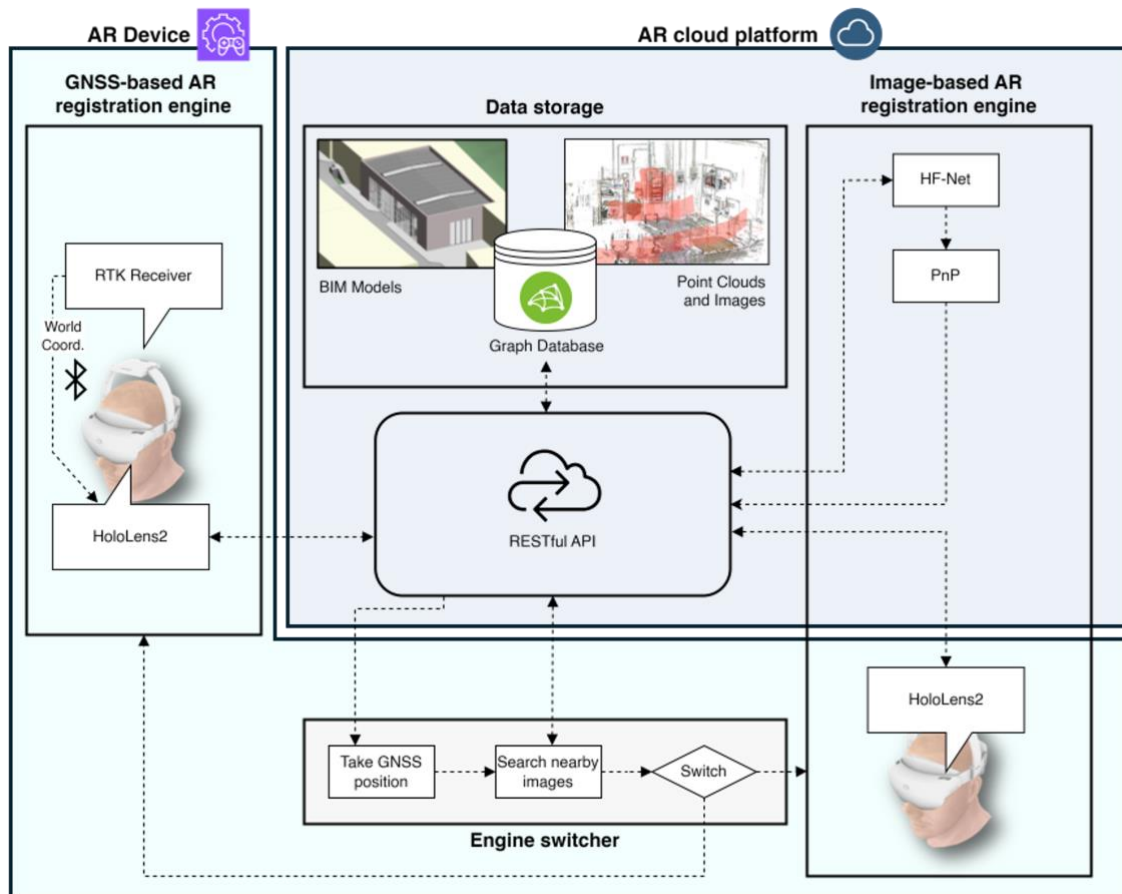 AR Device
AR cloud platform
GNSS-based AR
registration engine
Data storage
Image-based AR
registration engine
HF-Net
PnP
RTK Receiver
BIM Models
Point Clouds
and Images
World
Coord.
Graph Database
HoloLens2
RESTful API
HoloLens2
Take GNSS
position
Search nearby
images
Switch
Engine switcher